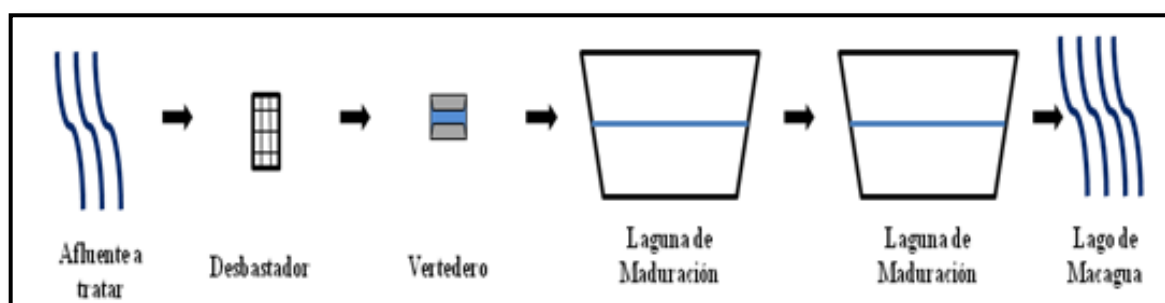 Afluente a
tratar
Desbastador
Vertedero
Laguna de
Maduración
Laguna de
Maduración
Lago de
Macagua